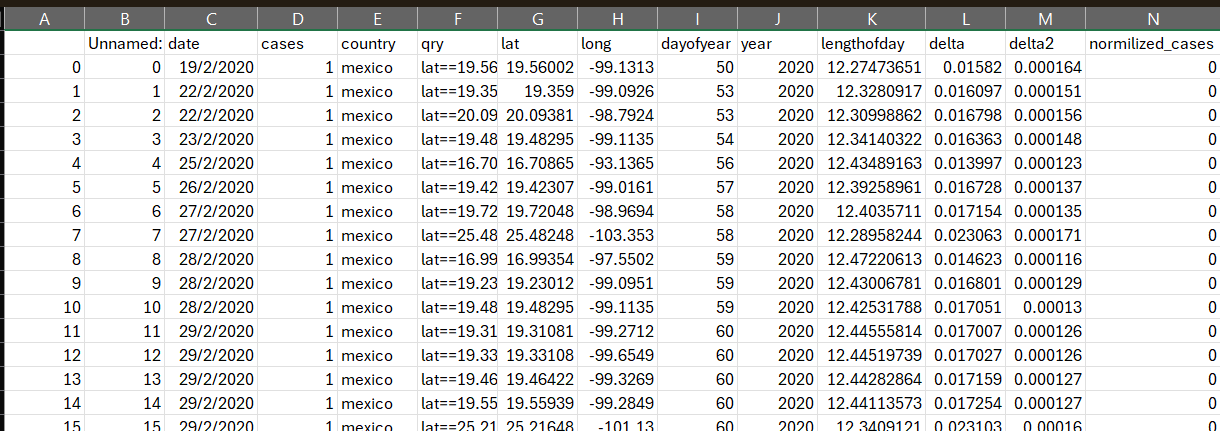 A B C D E F G H I J K L M N
Unnamed: date cases country qry lat long dayofyear year lengthofday delta delta2 normilized_cases
0 0 19/2/2020 1 mexico lat==19.56 19.56002 -99.1313 50 2020 12.27473651 0.01582 0.000164 0
1 1 22/2/2020 1 mexico lat==19.35 19.359 -99.0926 53 2020 12.3280917 0.016097 0.000151 0
2 2 22/2/2020 1 mexico lat==20.09 20.09381 -98.7924 53 2020 12.30998862 0.016798 0.000156 0
3 3 23/2/2020 1 mexico lat==19.48 19.48295 -99.1135 54 2020 12.34140322 0.016363 0.000148 0
4 4 25/2/2020 1 mexico lat==16.70 16.70865 -93.1365 56 2020 12.43489163 0.013997 0.000123 0
5 5 26/2/2020 1 mexico lat==19.42 19.42307 -99.0161 57 2020 12.39258961 0.016728 0.000137 0
6 6 27/2/2020 1 mexico lat==19.72 19.72048 -98.9694 58 2020 12.4035711 0.017154 0.000135 0
7 7 27/2/2020 1 mexico lat==25.48 25.48248 -103.353 58 2020 12.28958244 0.023063 0.000171 0
8 8 28/2/2020 1 mexico lat==16.99 16.99354 -97.5502 59 2020 12.47220613 0.014623 0.000116 0
9 9 28/2/2020 1 mexico lat==19.23 19.23012 -99.0951 59 2020 12.43006781 0.016801 0.000129 0
10 10 28/2/2020 1 mexico lat==19.48 19.48295 -99.1135 59 2020 12.42531788 0.017051 0.00013 0
11 11 29/2/2020 1 mexico lat==19.31 19.31081 -99.2712 60 2020 12.44555814 0.017007 0.000126 0
12 12 29/2/2020 1 mexico lat==19.33 19.33108 -99.6549 60 2020 12.44519739 0.017027 0.000126 0
13 13 29/2/2020 1 mexico lat==19.46 19.46422 -99.3269 60 2020 12.44282864 0.017159 0.000127 0
14 14 29/2/2020 1 mexico lat==19.55 19.55939 -99.2849 60 2020 12.44113573 0.017254 0.000127 0
15 15 29/2/2020 1 mexico lat==25.21 25.21648 -101.13 60 2020 12.3409121 0.023103 0.00016 0